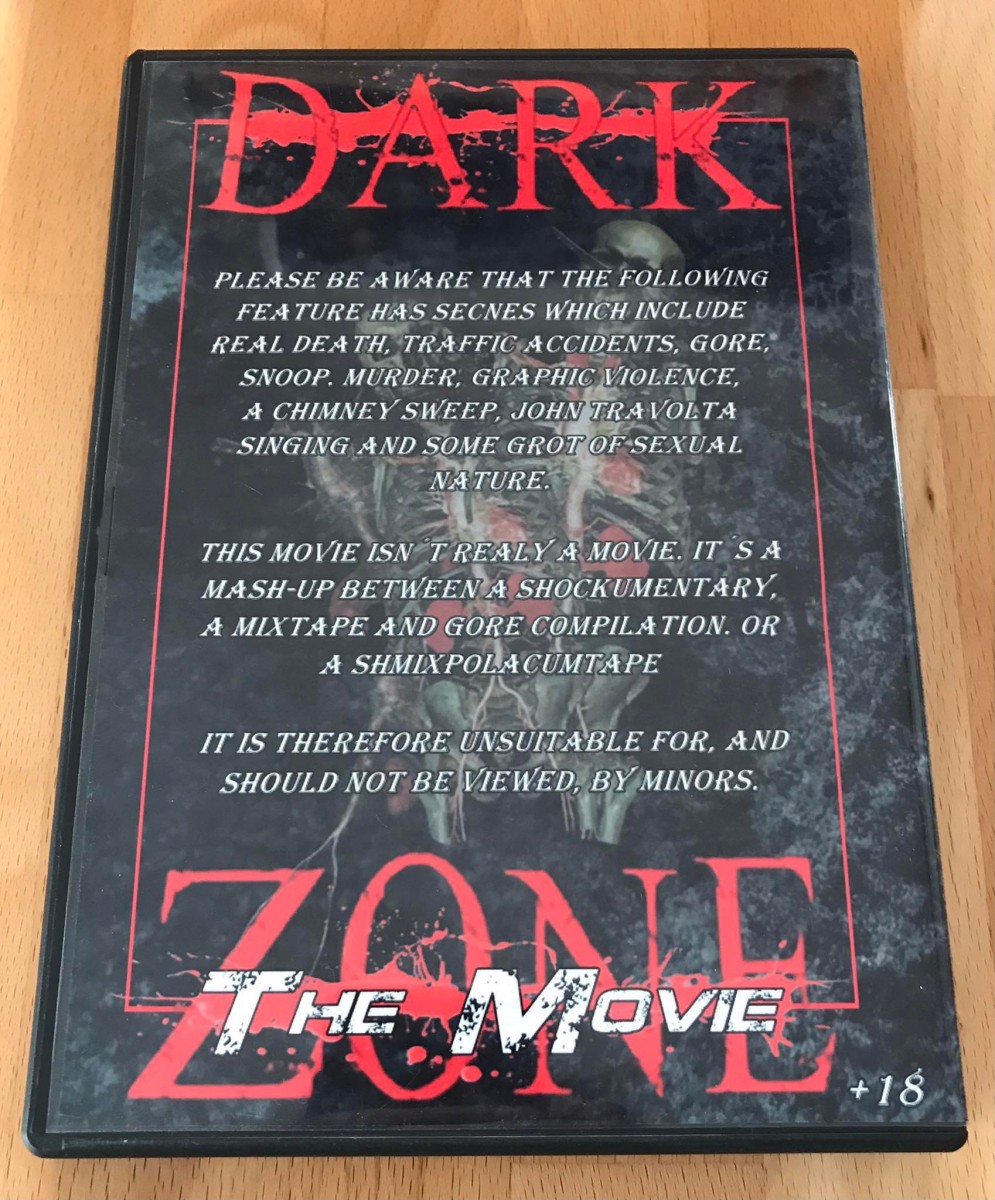 DARK
PLEASE BE AWARE THAT THE FOLLOWING
FEATURE HAS SECNES WHICH INCLUDE
REAL DEATH, TRAFFIC ACCIDENTS, GORE,
SNOOP. MURDER, GRAPHIC VIOLENCE,
A CHIMNEY SWEEP, JOHN TRAVOLTA
SINGING AND SOME GROT OF SEXUAL
NATURE.
THIS MOVIE ISN´T REALY A MOVIE. IT´S A
MASH-UP BETWEEN A SHOCKUMENTARY,
A MIXTAPE AND GORE COMPILATION. OR
A SHMIXPOLACUMTAPE
IT IS THEREFORE UNSUITABLE FOR, AND
SHOULD NOT BE VIEWED, BY MINORS.
ZONE
THE MOVIE
+18